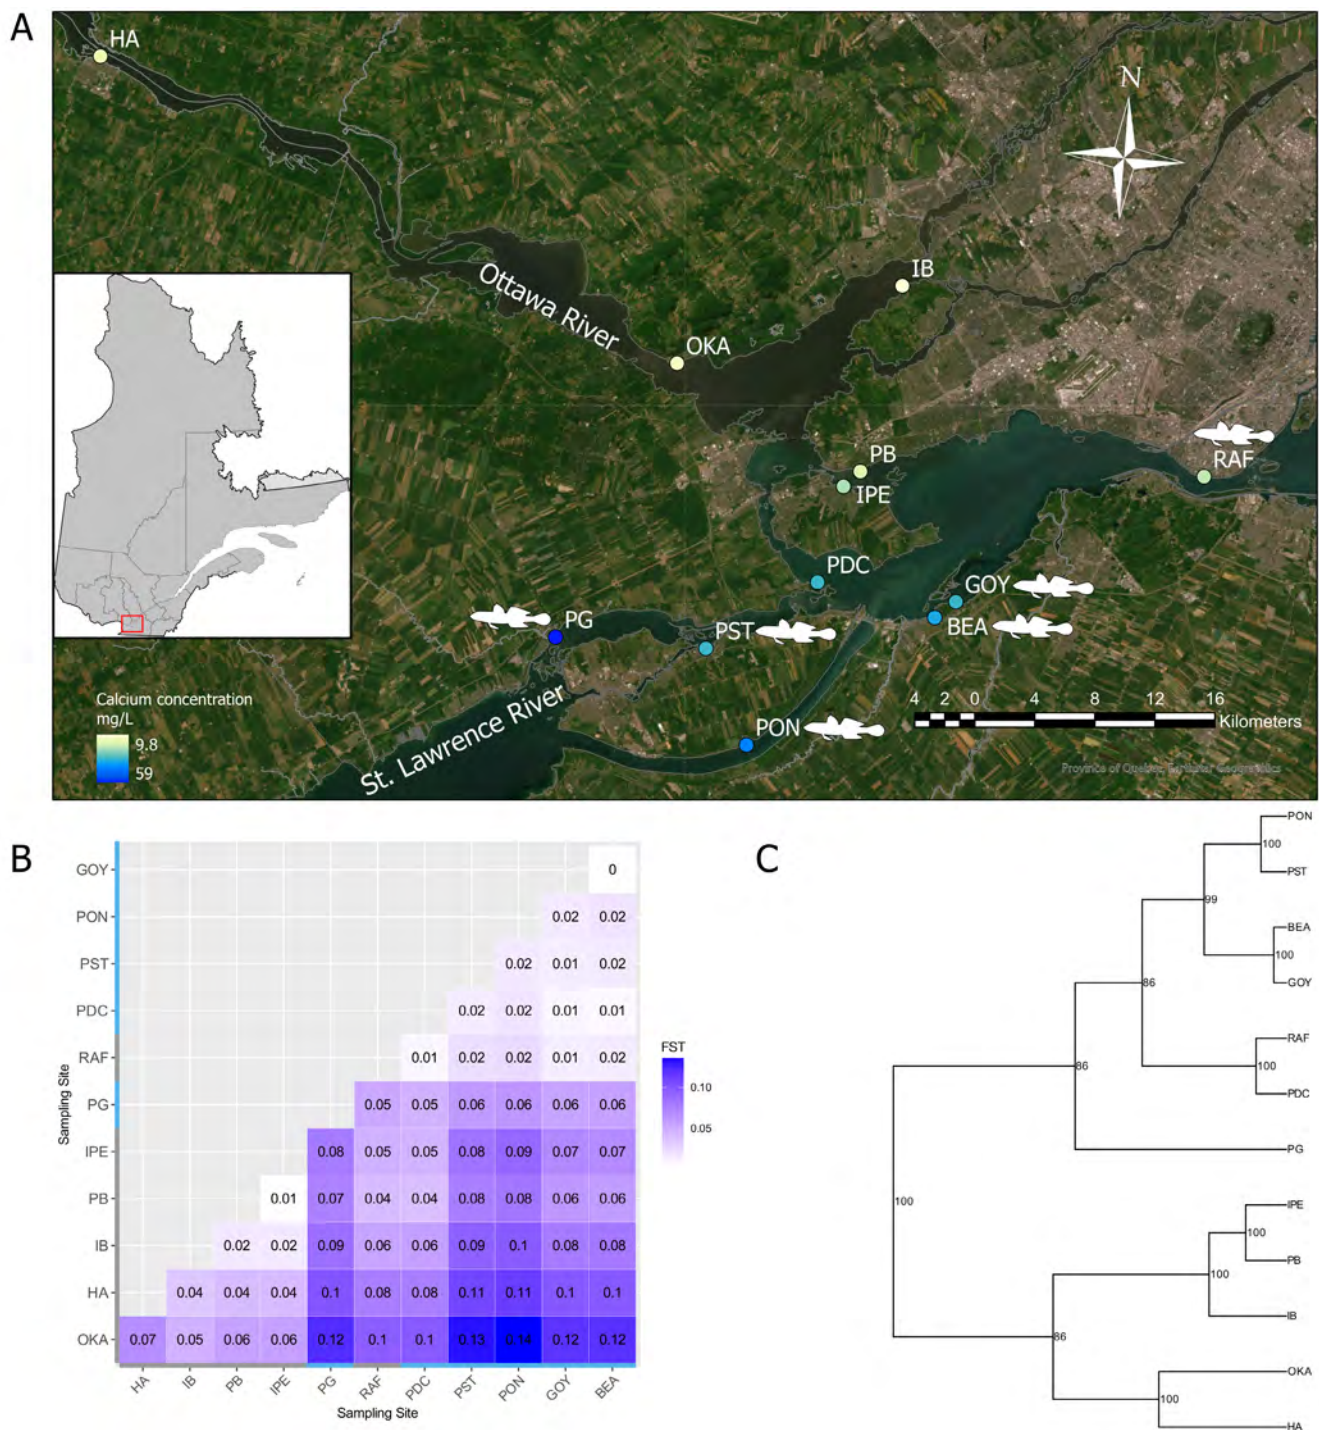 A
HA
N
IB
Ottawa River
OKA
PB
IPE
RAF
PDC
GOY
BEA
PG
PST
PON
St. Lawrence River
Calcium concentration
mg/L
9.8
59
4 2 0 4 8 12 16
Kilometers
B
GOY 0
PON 0.02 0.02
PST 0.02 0.01 0.02
PDC 0.02 0.02 0.01 0.01
RAF 0.01 0.02 0.02 0.01 0.02
PG 0.05 0.05 0.06 0.06 0.06 0.06
IPE 0.08 0.05 0.05 0.08 0.09 0.07 0.07
PB 0.01 0.07 0.04 0.04 0.08 0.08 0.06 0.06
IB 0.02 0.02 0.09 0.06 0.06 0.09 0.1 0.08 0.08
HA 0.04 0.04 0.04 0.1 0.08 0.08 0.11 0.11 0.1 0.1
OKA 0.07 0.05 0.06 0.06 0.12 0.1 0.1 0.13 0.14 0.12 0.12
HA IB PB IPE PG RAF PDC PST PON GOY BEA
Sampling Site
Sampling Site
FST
0.10
0.05
C
PON
100
PST
99
BEA
100
GOY
86
RAF
100
PDC
86
PG
100
IPE
100
PB
100
IB
86
OKA
100
HA